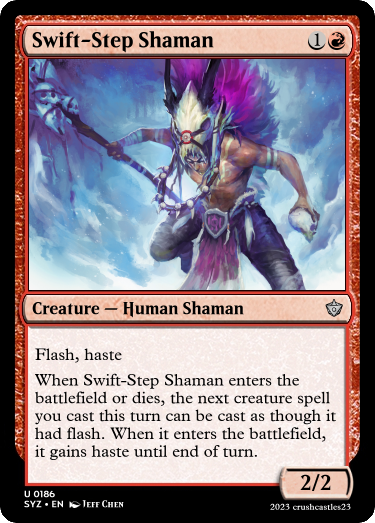 Swift-Step Shaman 1
Creature — Human Shaman
Flash, haste
When Swift-Step Shaman enters the
battlefield or dies, the next creature spell
you cast this turn can be cast as though it
had flash. When it enters the battlefield,
it gains haste until end of turn.
2/2
U 0186
SYZ • EN Jeff Chen
2023 crushcastles23